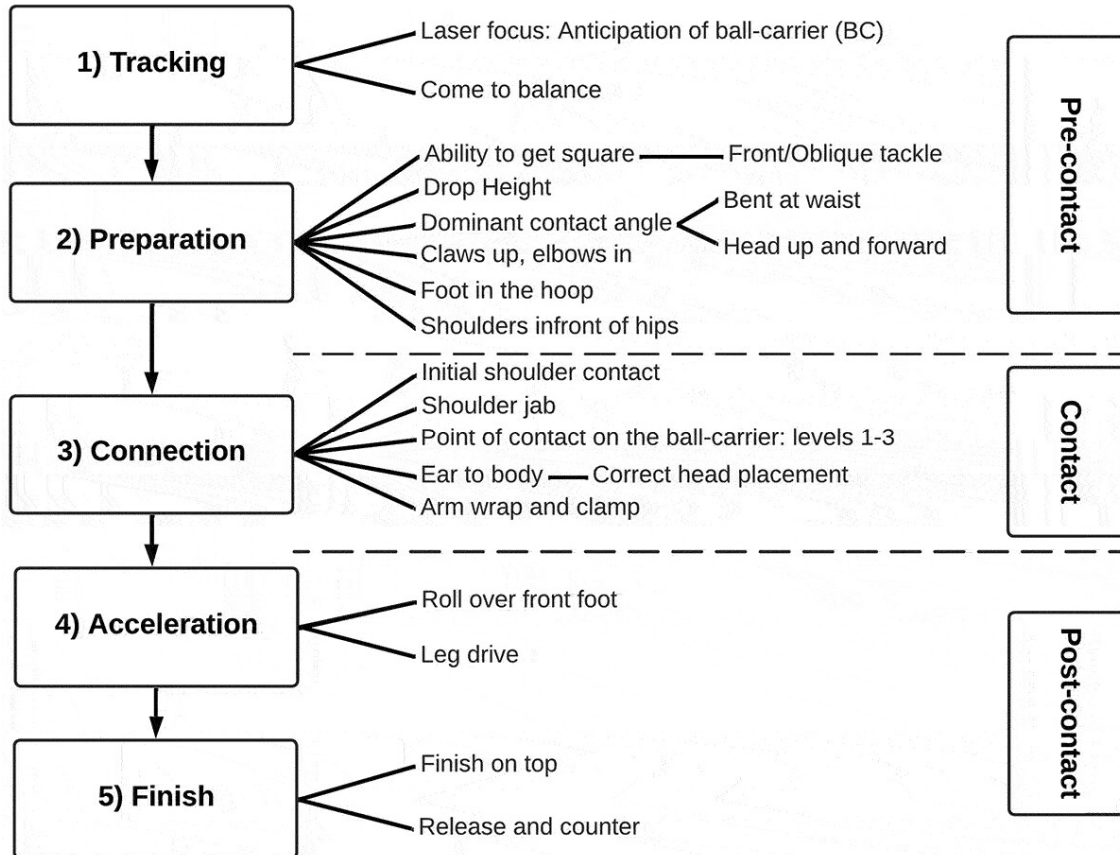 1) Tracking
Laser focus: Anticipation of ball-carrier (BC)
Come to balance
2) Preparation
Ability to get square
Front/Oblique tackle
Drop Height
Dominant contact angle
Bent at waist
Head up and forward
Claws up, elbows in
Foot in the hoop
Shoulders infront of hips
Pre-contact
3) Connection
Initial shoulder contact
Shoulder jab
Point of contact on the ball-carrier: levels 1-3
Ear to body
Correct head placement
Arm wrap and clamp
Contact
4) Acceleration
Roll over front foot
Leg drive
5) Finish
Finish on top
Release and counter
Post-contact